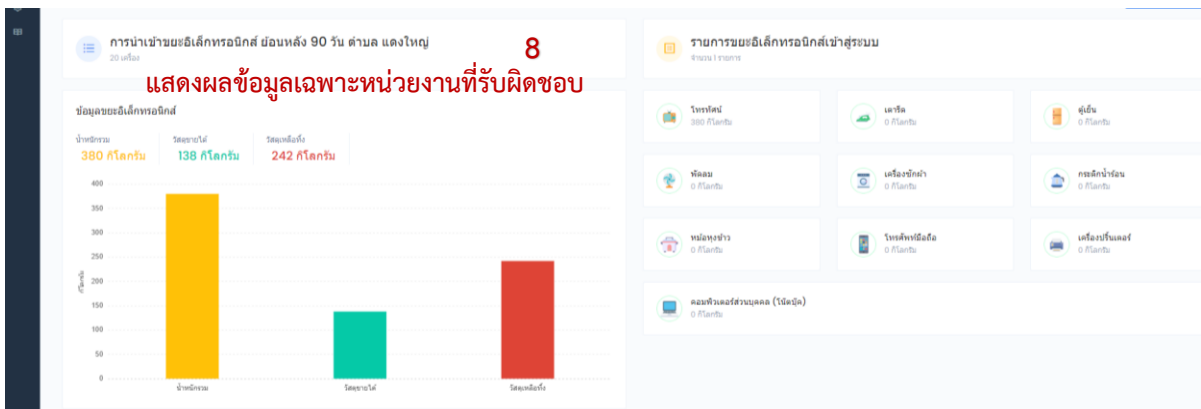 การนำเข้าขยะอิเล็กทรอนิกส์ ย้อนหลัง 90 วัน ตำบล แดงใหญ่
20 เครื่อง
8
แสดงผลข้อมูลเฉพาะหน่วยงานที่รับผิดชอบ
ข้อมูลขยะอิเล็กทรอนิกส์
น้ำหนักรวม
380 กิโลกรัม
วัสดุขายได้
138 กิโลกรัม
วัสดุเหลือทิ้ง
242 กิโลกรัม
400
350
300
250
200
150
100
50
0
กิโลกรัม
น้ำหนักรวม
วัสดุขายได้
วัสดุเหลือทิ้ง
รายการขยะอิเล็กทรอนิกส์เข้าสู่ระบบ
จำนวน 1 รายการ
โทรทัศน์
380 กิโลกรัม
เตารีด
0 กิโลกรัม
ตู้เย็น
0 กิโลกรัม
พัดลม
0 กิโลกรัม
เครื่องซักผ้า
0 กิโลกรัม
กระติกน้ำร้อน
0 กิโลกรัม
หม้อหุงข้าว
0 กิโลกรัม
โทรศัพท์มือถือ
0 กิโลกรัม
เครื่องปริ้นเตอร์
0 กิโลกรัม
คอมพิวเตอร์ส่วนบุคคล (โน้ตบุ๊ค)
0 กิโลกรัม